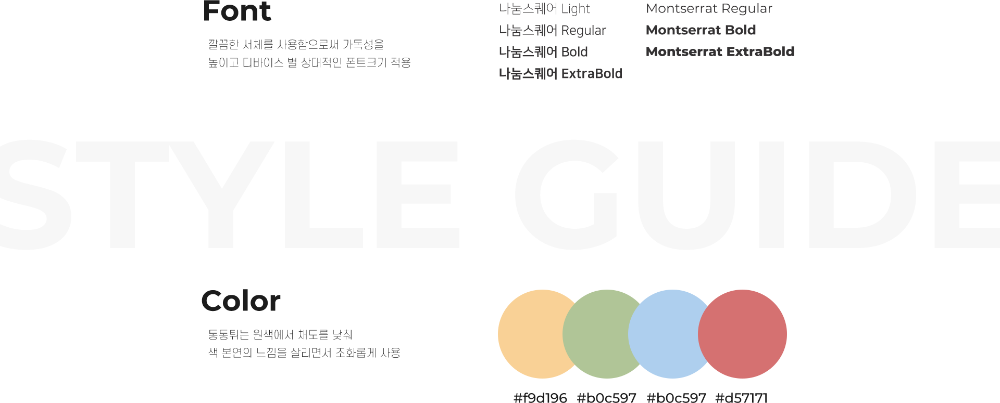 Font
깔끔한 서체를 사용함으로써 가독성을
높이고 디바이스 별 상대적인 폰트크기 적용
나눔스퀘어 Light
나눔스퀘어 Regular
나눔스퀘어 Bold
나눔스퀘어 ExtraBold
Montserrat Regular
Montserrat Bold
Montserrat ExtraBold
STYLE GUIDE
Color
통통튀는 원색에서 채도를 낮춰
색 본연의 느낌을 살리면서 조화롭게 사용
#f9d196 #b0c597 #b0c597 #d57171